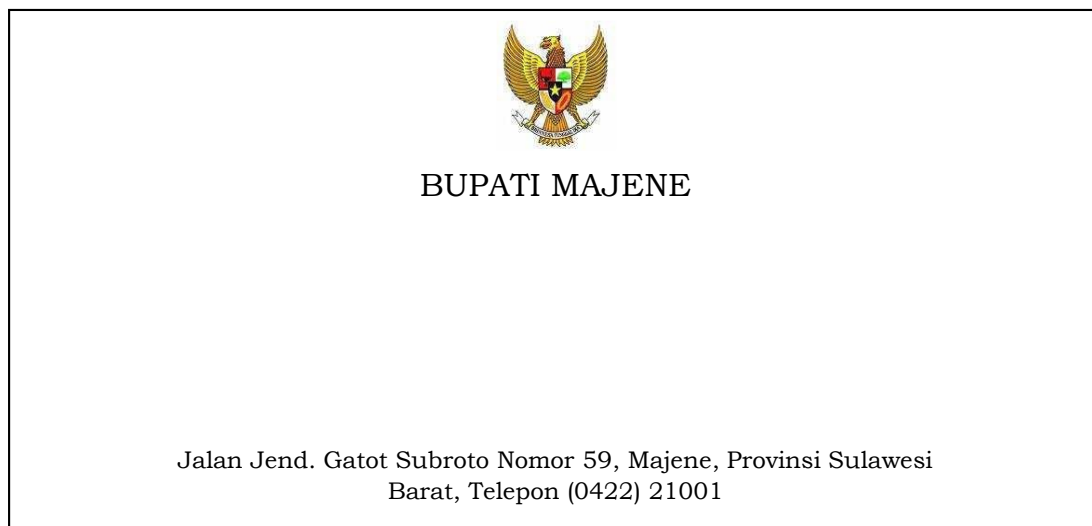 BUPATI MAJENE
Jalan Jend. Gatot Subroto Nomor 59, Majene, Provinsi Sulawesi
Barat, Telepon (0422) 21001